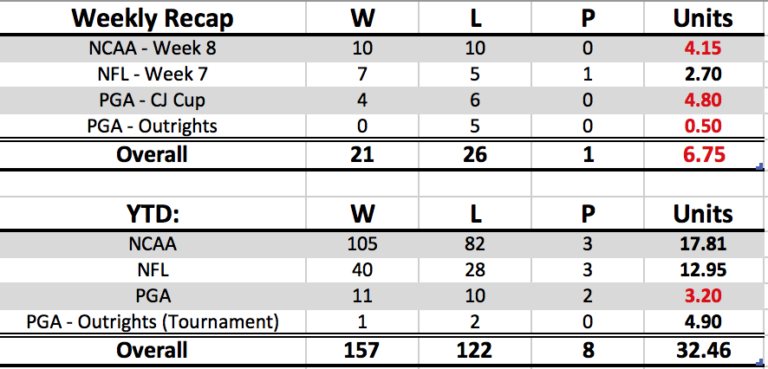 Weekly Recap W L P Units
NCAA - Week 8 10 10 0 4.15
NFL - Week 7 7 5 1 2.70
PGA - CJ Cup 4 6 0 4.80
PGA - Outrights 0 5 0 0.50
Overall 21 26 1 6.75
YTD: W L P Units
NCAA 105 82 3 17.81
NFL 40 28 3 12.95
PGA 11 10 2 3.20
PGA - Outrights (Tournament) 1 2 0 4.90
Overall 157 122 8 32.46